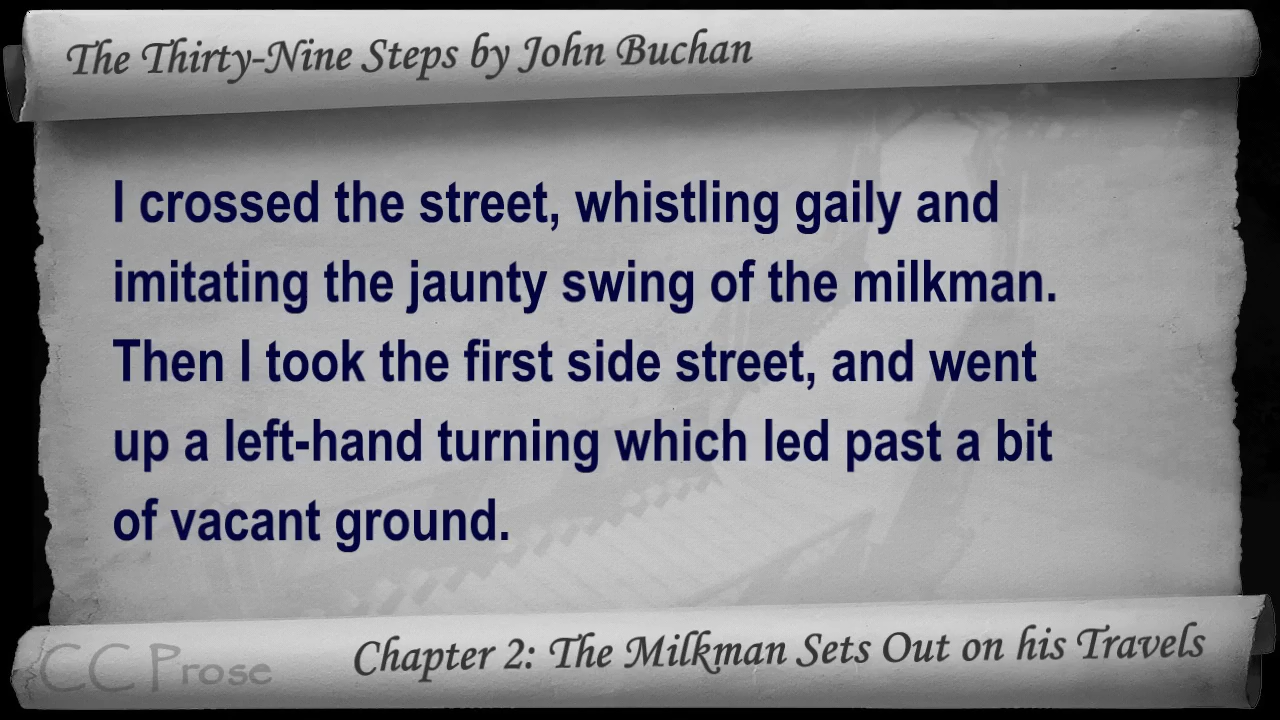 The Thirty-Nine Steps by John Buchan
I crossed the street, whistling gaily and
imitating the jaunty swing of the milkman.
Then I took the first side street, and went
up a left-hand turning which led past a bit
of vacant ground.
CC Prose
Chapter 2: The Milkman Sets Out on his Travels